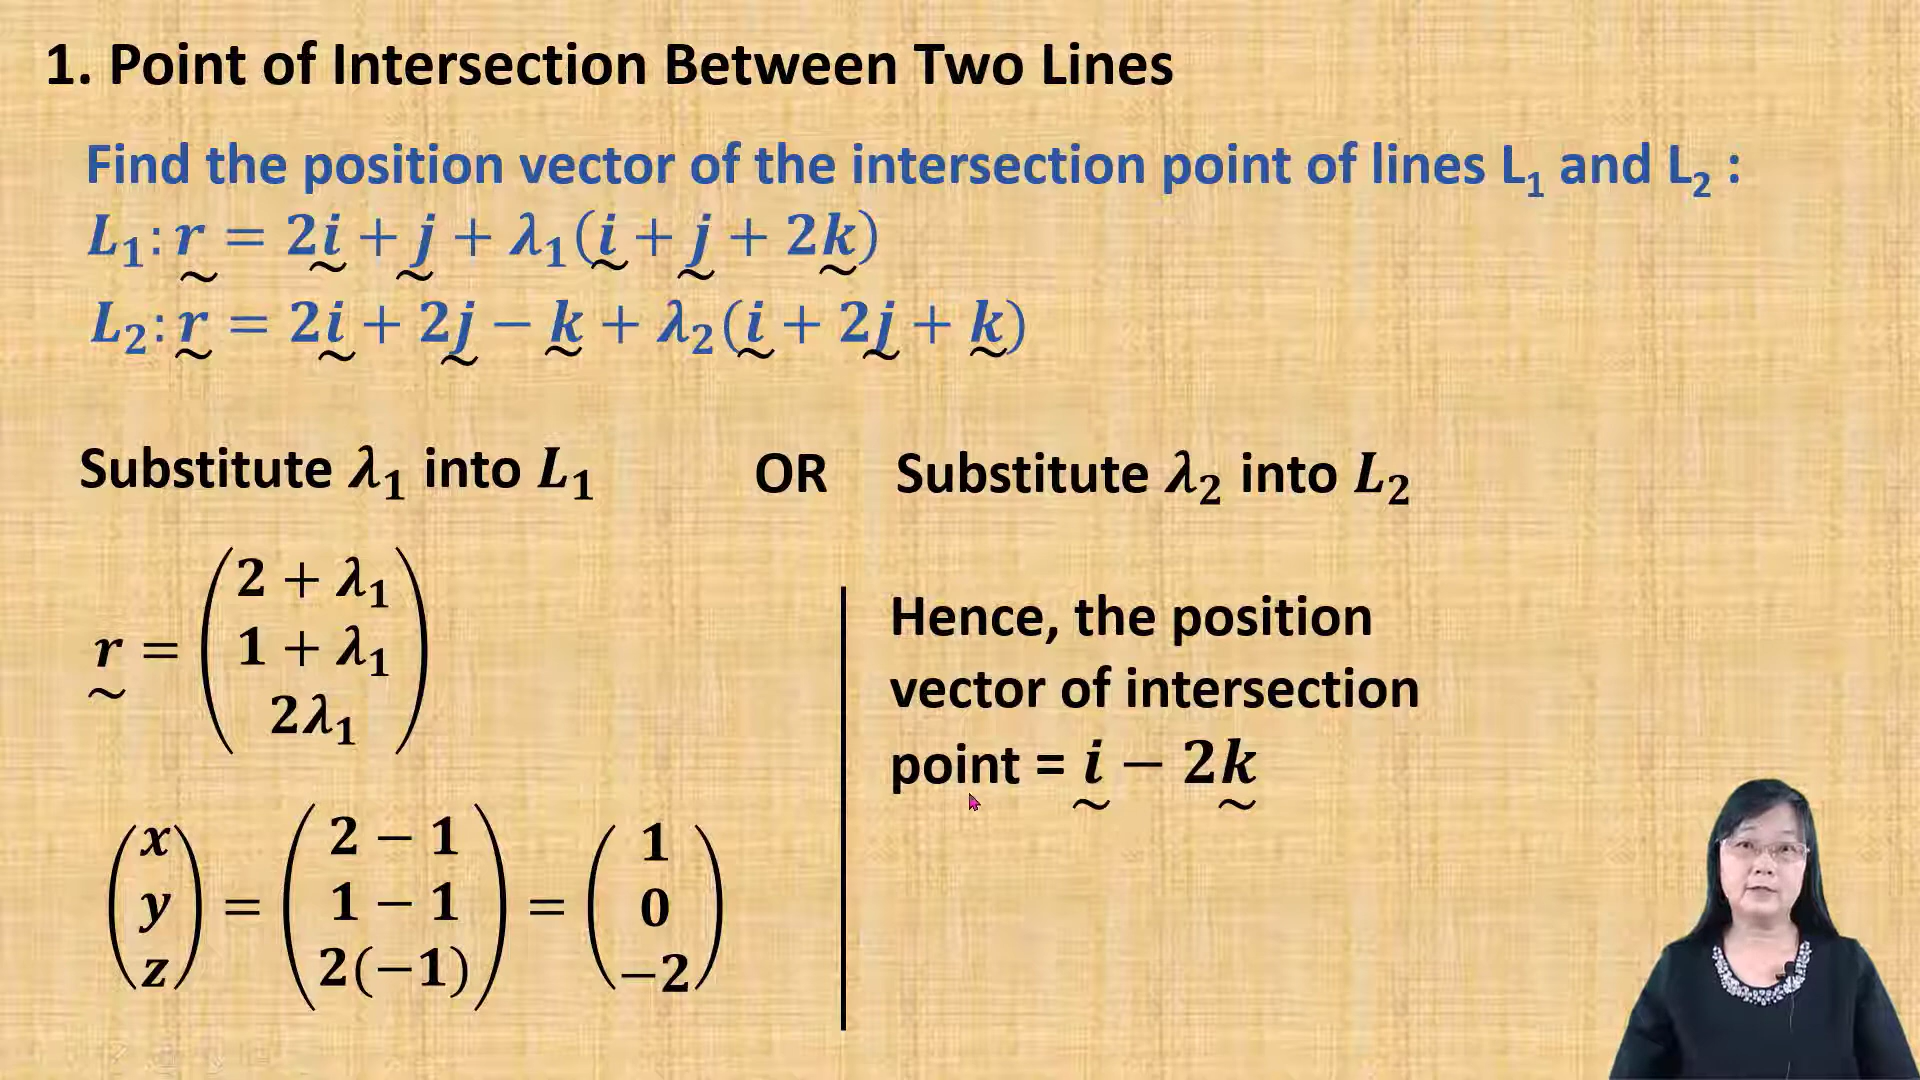 1. Point of Intersection Between Two Lines
Find the position vector of the intersection point of lines L₁ and L₂ :
L₁: r = 2i + j + λ₁(i + j + 2k)
L₂: r = 2i + 2j − k + λ₂(i + 2j + k)
Substitute λ₁ into L₁ OR Substitute λ₂ into L₂
r = (2 + λ₁
1 + λ₁
2λ₁)
(x
y
z) = (2 − 1
1 − 1
2(−1)) = (1
0
−2)
Hence, the position
vector of intersection
point = i − 2k